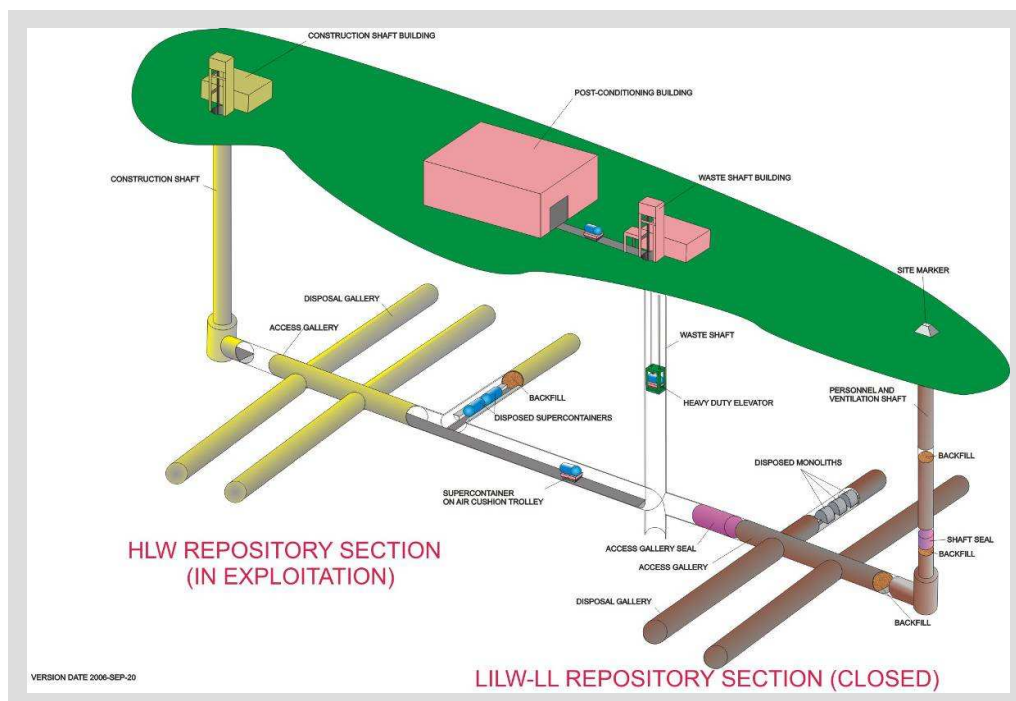 CONSTRUCTION SHAFT BUILDING
POST-CONDITIONING BUILDING
CONSTRUCTION SHAFT
WASTE SHAFT BUILDING
SITE MARKER
DISPOSAL GALLERY
ACCESS GALLERY
WASTE SHAFT
BACKFILL
HEAVY DUTY ELEVATOR
PERSONNEL AND
VENTILATION SHAFT
DISPOSED SUPERCONTAINERS
BACKFILL
DISPOSED MONOLITHS
SUPERCONTAINER
ON AIR CUSHION TROLLEY
HLW REPOSITORY SECTION
(IN EXPLOITATION)
ACCESS GALLERY SEAL
SHAFT SEAL
BACKFILL
ACCESS GALLERY
DISPOSAL GALLERY
BACKFILL
VERSION DATE 2006-SEP-20
LILW-LL REPOSITORY SECTION (CLOSED)